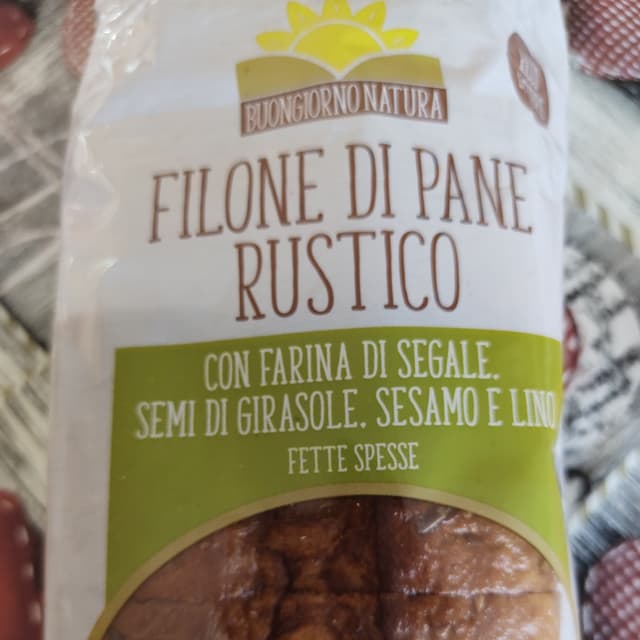 BUONGIORNO NATURA
FILONE DI PANE
RUSTICO
CON FARINA DI SEGALE,
SEMI DI GIRASOLE, SESAMO E LINO
FETTE SPESSE